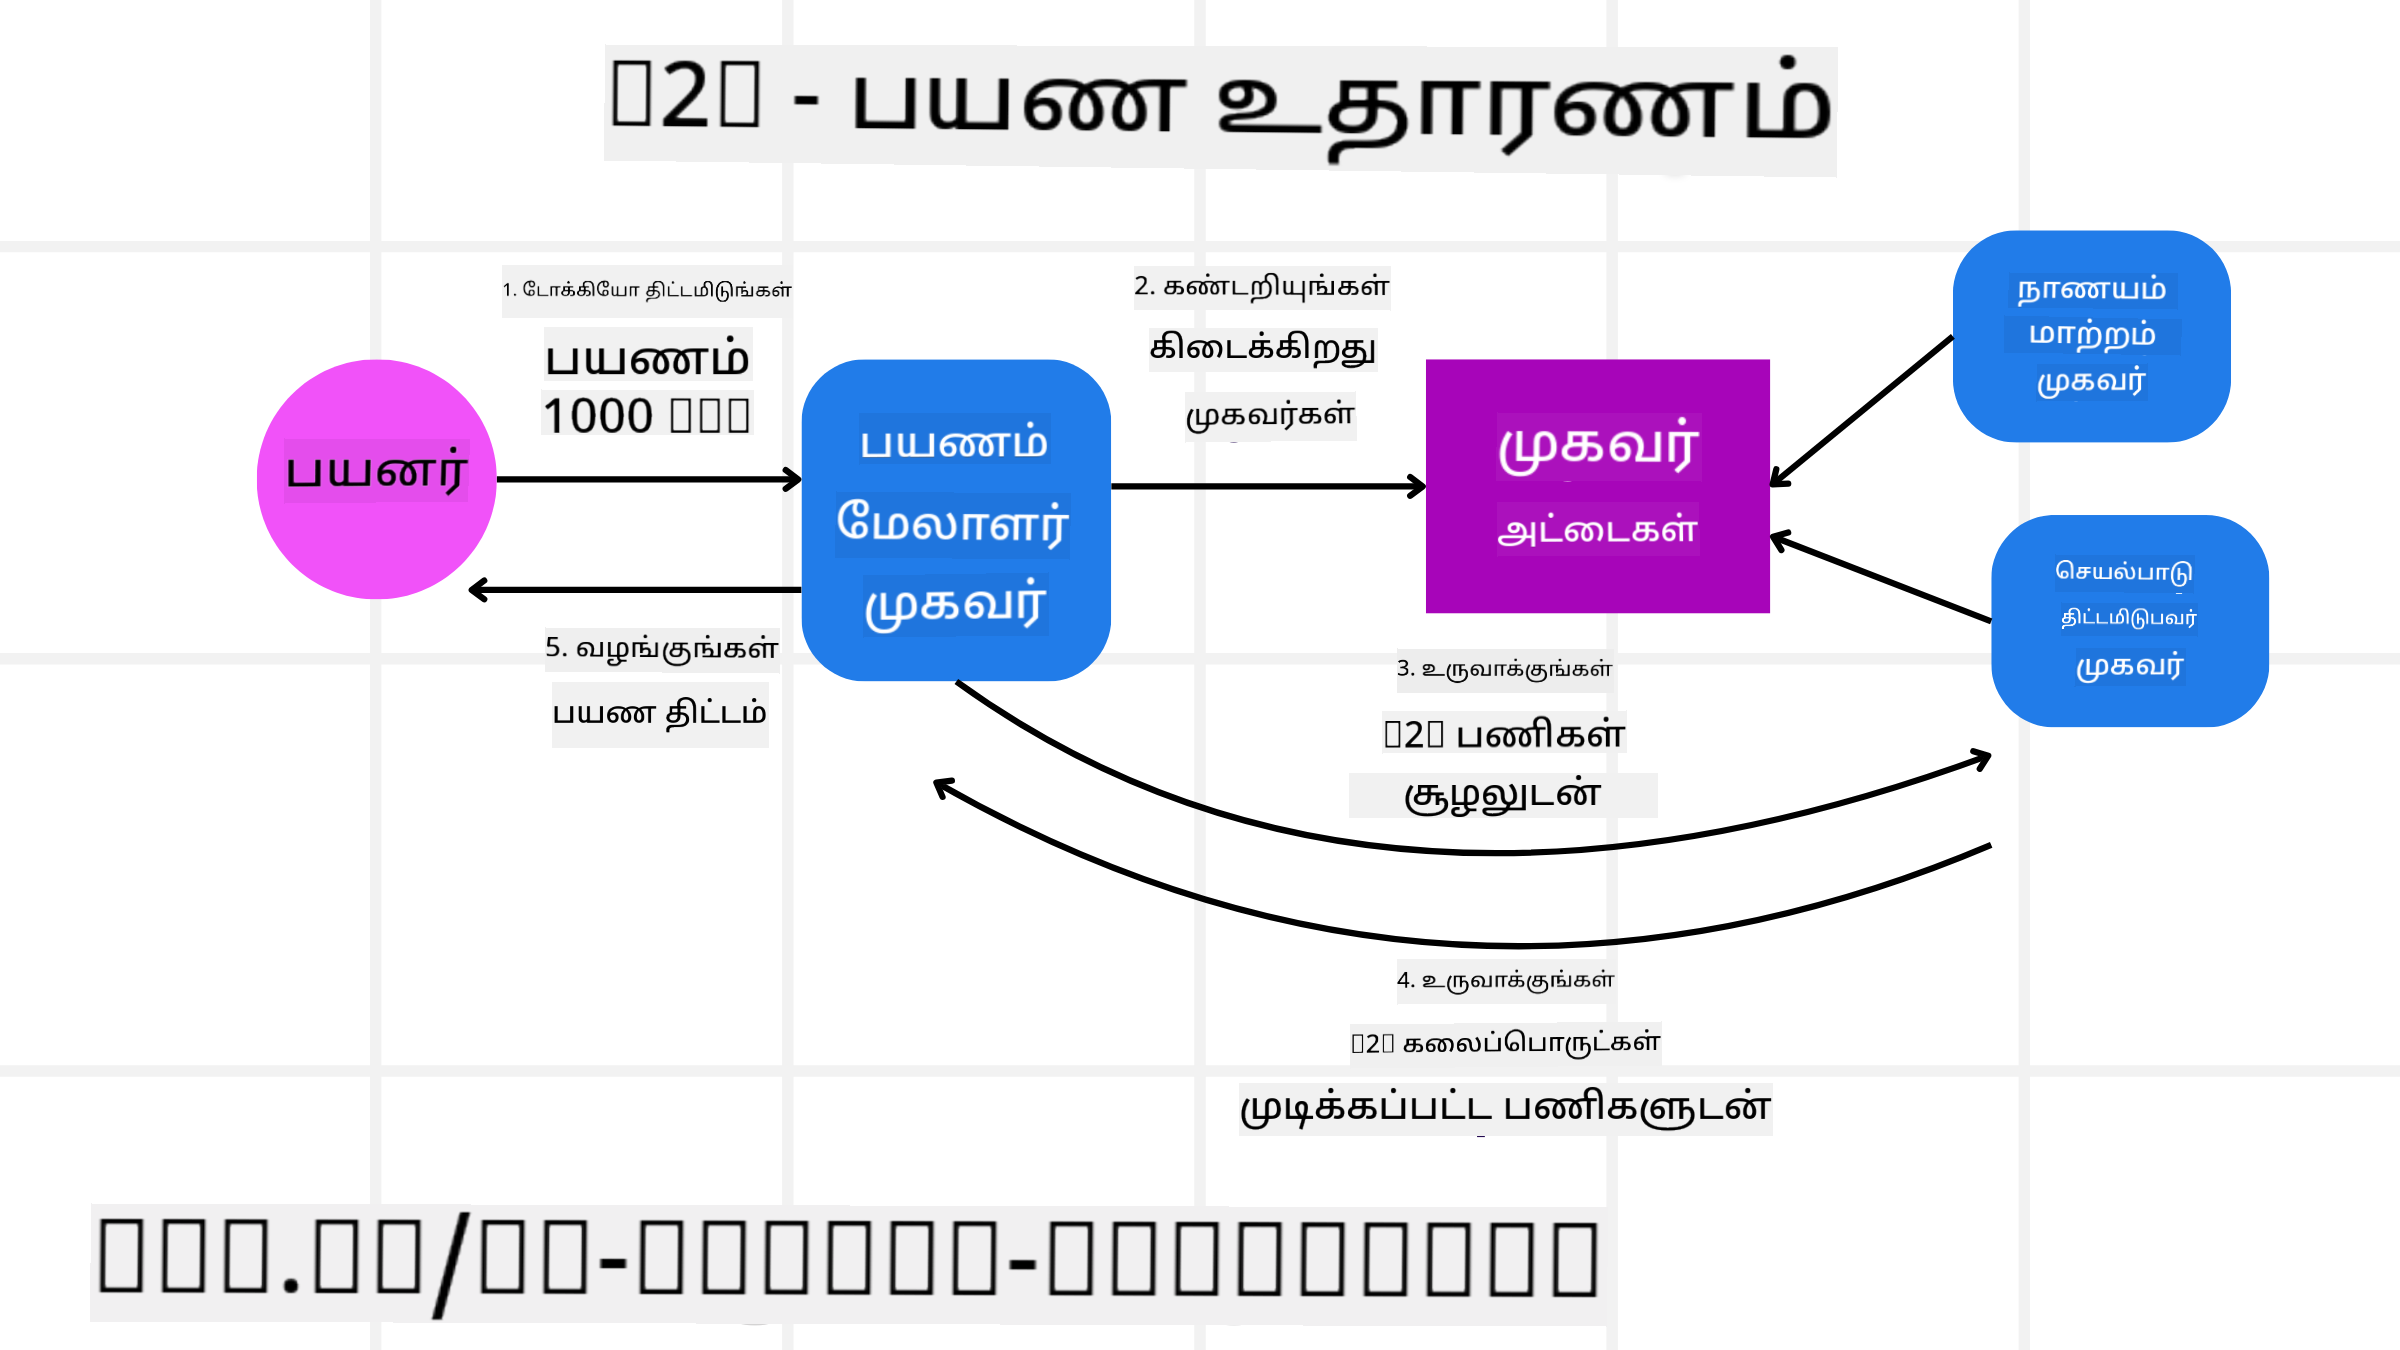 ▯2▯ - பயண உதாரணம்
1. டோக்கியோ திட்டமிடுங்கள்
பயணம்
1000 ▯▯▯
2. கண்டறியுங்கள்
கிடைக்கிறது
முகவர்கள்
பயனர்
பயணம்
மேலாளர்
முகவர்
முகவர்
அட்டைகள்
நாணயம்
மாற்றம்
முகவர்
செயல்பாடு
திட்டமிடுபவர்
முகவர்
5. வழங்குங்கள்
பயண திட்டம்
3. உருவாக்குங்கள்
▯2▯ பணிகள்
சூழலுடன்
4. உருவாக்குங்கள்
▯2▯ கலைப்பொருட்கள்
முடிக்கப்பட்ட பணிகளுடன்
▯▯▯.▯▯/▯▯-▯▯▯▯▯▯-▯▯▯▯▯▯▯▯▯